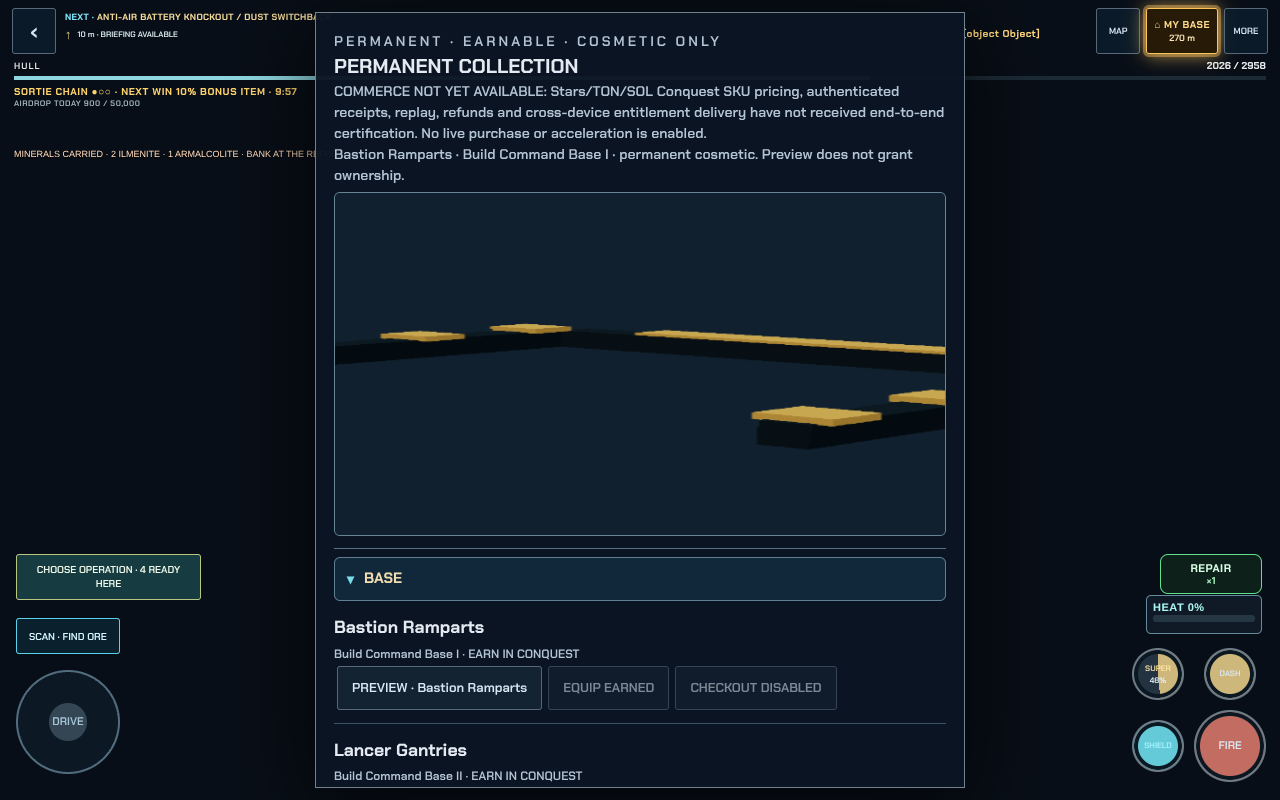 ‹
NEXT · ANTI-AIR BATTERY KNOCKOUT / DUST SWITCHBA
↑ 10 m · BRIEFING AVAILABLE
[object Object]
MAP
⌂ MY BASE
270 m
MORE
HULL
2026 / 2958
SORTIE CHAIN ●○○ · NEXT WIN 10% BONUS ITEM · 9:57
AIRDROP TODAY 900 / 50,000
MINERALS CARRIED · 2 ILMENITE · 1 ARMALCOLITE · BANK AT THE RE
PERMANENT · EARNABLE · COSMETIC ONLY
PERMANENT COLLECTION
COMMERCE NOT YET AVAILABLE: Stars/TON/SOL Conquest SKU pricing, authenticated
receipts, replay, refunds and cross-device entitlement delivery have not received end-to-end
certification. No live purchase or acceleration is enabled.
Bastion Ramparts · Build Command Base I · permanent cosmetic. Preview does not grant
ownership.
▼ BASE
Bastion Ramparts
Build Command Base I · EARN IN CONQUEST
PREVIEW · Bastion Ramparts
EQUIP EARNED
CHECKOUT DISABLED
Lancer Gantries
Build Command Base II · EARN IN CONQUEST
CHOOSE OPERATION · 4 READY
HERE
SCAN · FIND ORE
DRIVE
REPAIR
×1
HEAT 0%
SUPER
46%
DASH
SHIELD
FIRE